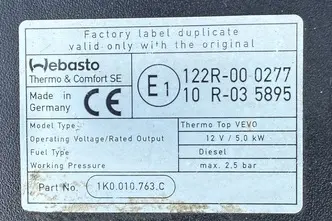 Factory label duplicate
valid only with the original
Webasto
Thermo & Comfort SE
Made in
Germany
CE
E1
122R-00 0277
10 R-03 5895
Model Type Thermo Top VEVO
Operating Voltage/Rated Output 12 V / 5,0 kW
Fuel Type Diesel
Working Pressure max. 2,5 bar
Part No. 1K0.010.763.C